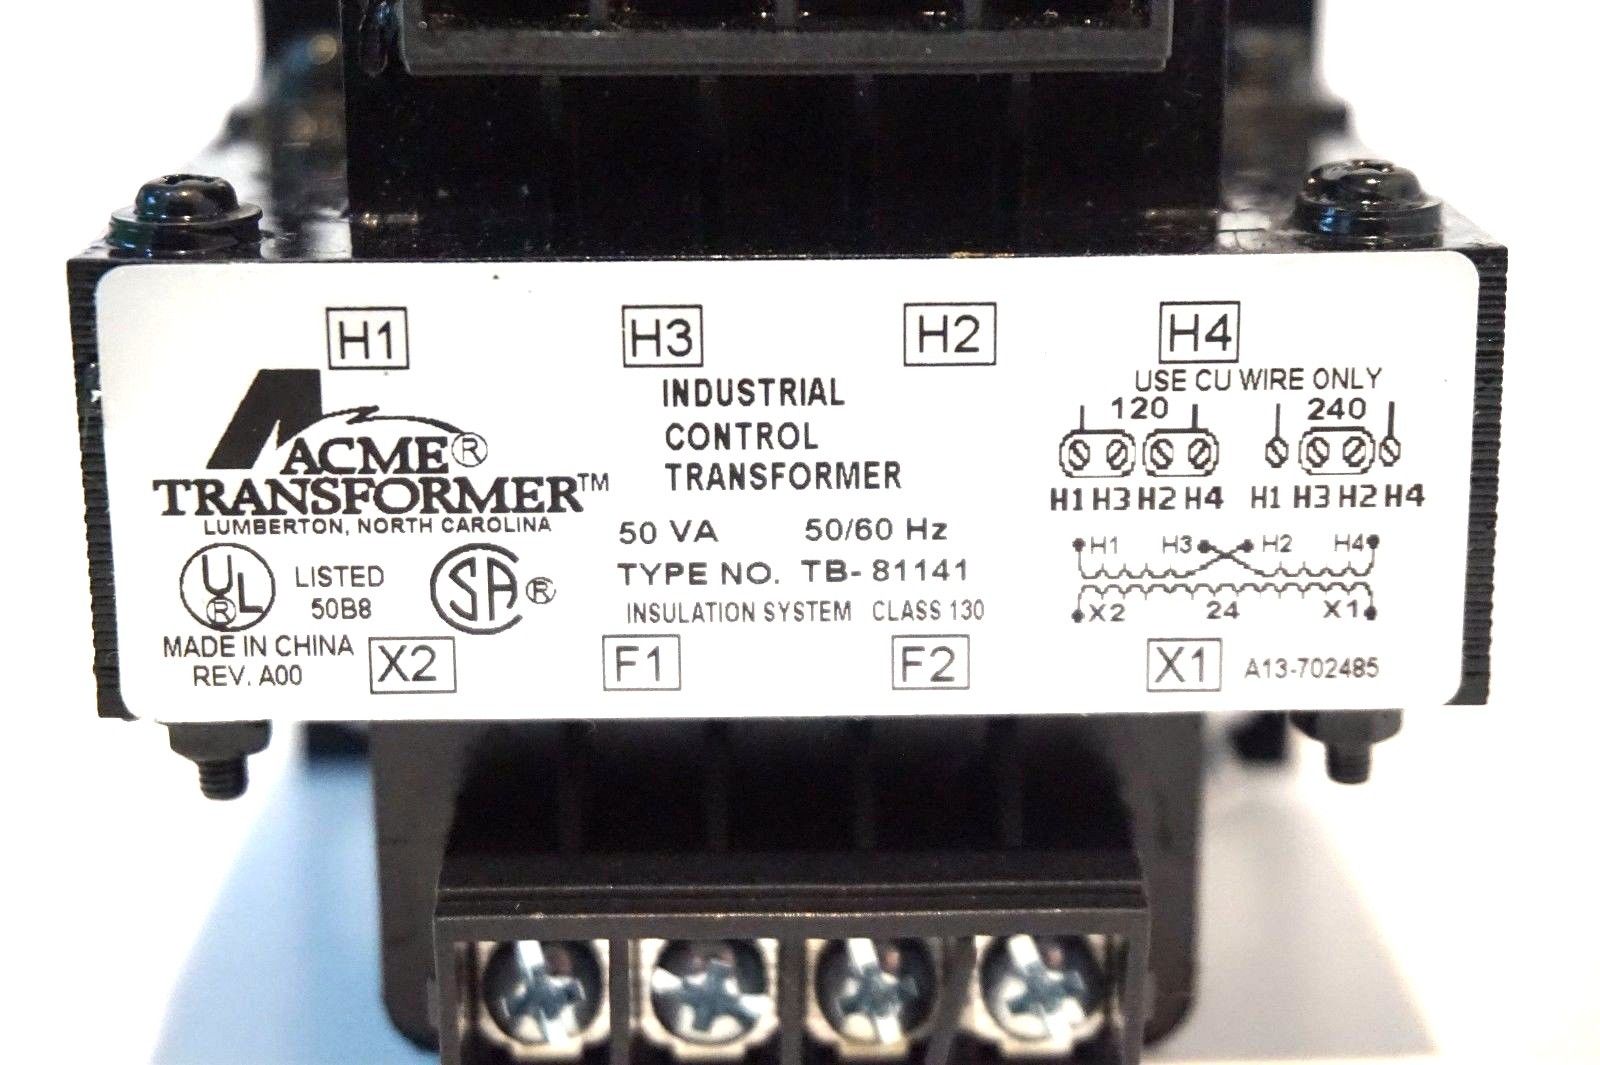 H1 H3 H2 H4
ACME®
TRANSFORMER™
LUMBERTON, NORTH CAROLINA
UL® LISTED
50B8
SA®
MADE IN CHINA
REV. A00
INDUSTRIAL
CONTROL
TRANSFORMER
50 VA 50/60 Hz
TYPE NO. TB-81141
INSULATION SYSTEM CLASS 130
USE CU WIRE ONLY
120 240
H1 H3 H2 H4 H1 H3 H2 H4
H1 H3 H2 H4
X2 24 X1
X2 F1 F2 X1 A13-702485